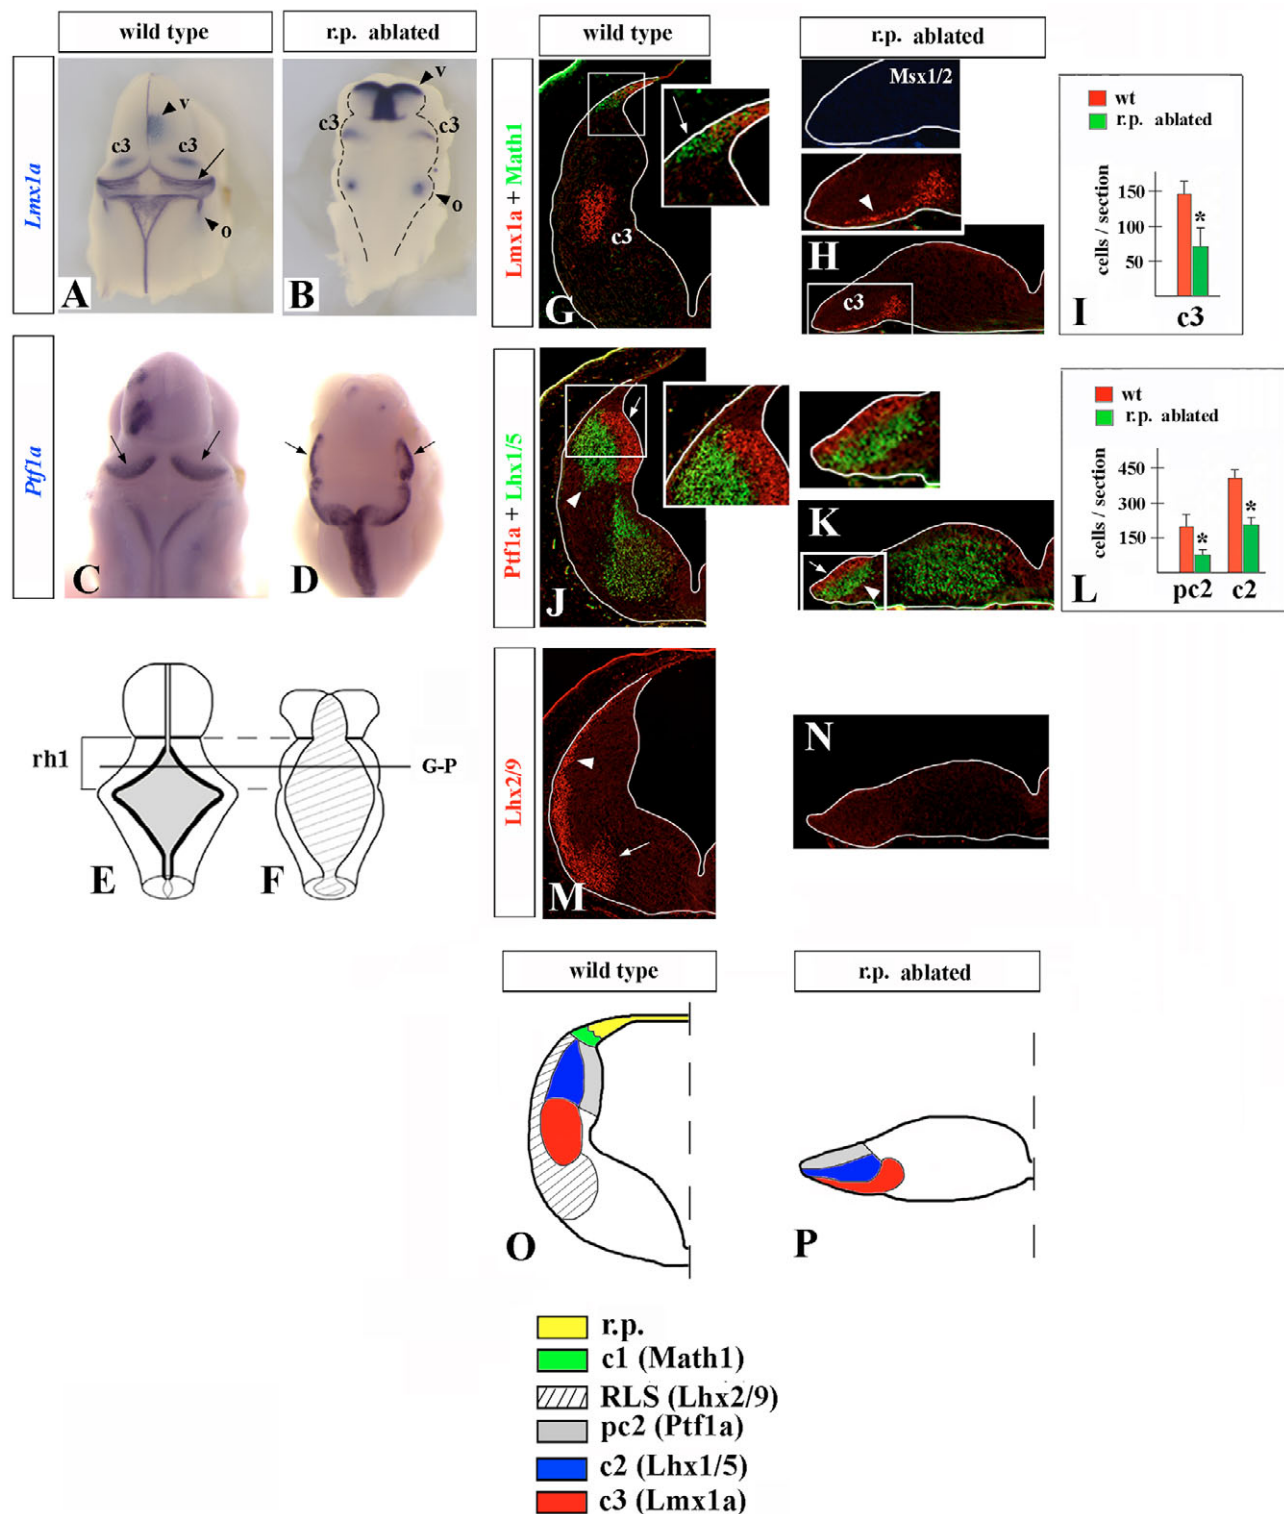 wild type
r.p. ablated
Lmx1a
v
c3
c3
o
A
v
c3
c3
o
B
Ptf1a
C
D
rh1
G-P
E
F
wild type
r.p. ablated
Lmx1a + Math1
c3
G
Msx1/2
H
c3
wt
r.p. ablated
cells / section
150
100
50
*
c3
I
Ptf1a + Lhx1/5
J
K
wt
r.p. ablated
cells / section
450
300
150
*
*
pc2
c2
L
Lhx2/9
M
N
wild type
r.p. ablated
O
P
r.p.
c1 (Math1)
RLS (Lhx2/9)
pc2 (Ptf1a)
c2 (Lhx1/5)
c3 (Lmx1a)